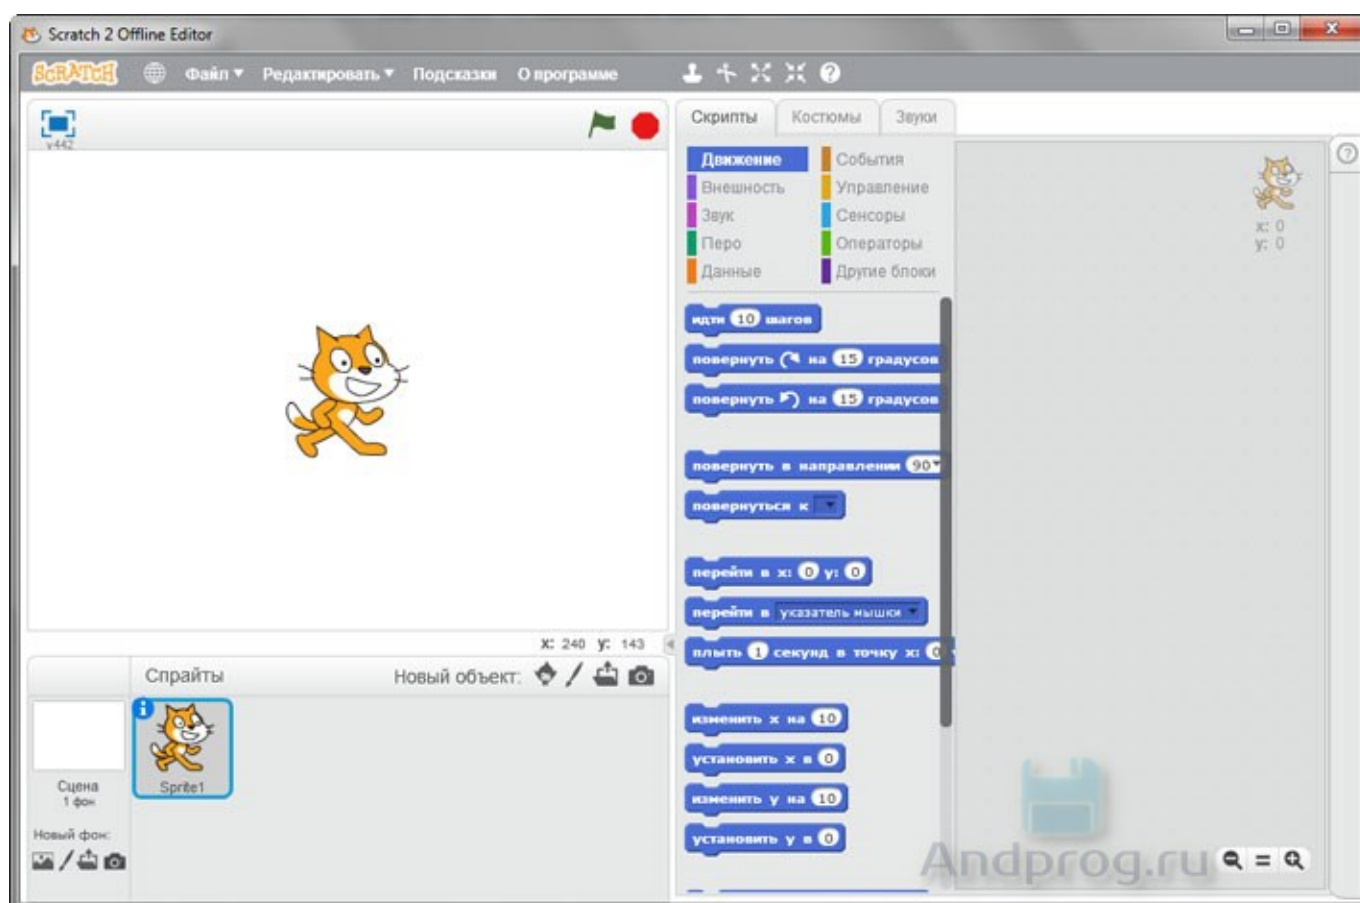 Scratch 2 Offline Editor
SCRATCH Файл Редактировать Подсказки О программе
v442
Скрипты Костюмы Звуки
Движение События
Внешность Управление
Звук Сенсоры
Перо Операторы
Данные Другие блоки
x: 0
y: 0
идти 10 шагов
повернуть на 15 градусов
повернуть на 15 градусов
повернуть в направлении 90
повернуться к
перейти в x: 0 y: 0
перейти в указатель мышки
плыть 1 секунд в точку x: 0
изменить x на 10
установить x в 0
изменить y на 10
установить y в 0
X: 240 y: 143
Спрайты Новый объект:
Sprite1
Сцена
1 фон
Новый фон:
Andprog.ru